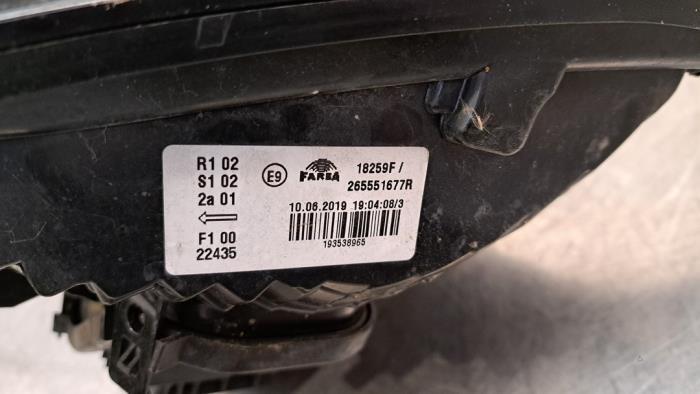 R1 02
S1 02
2a 01
F1 00
22435
E9
FARBA
18259F /
265551677R
10.06.2019 19:04:08/3
193538965